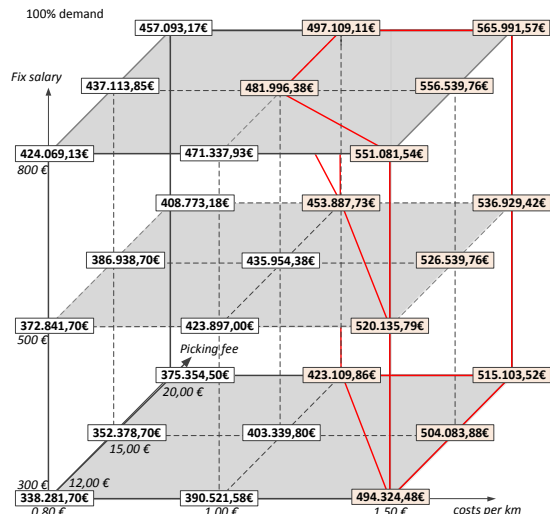 100% demand
457.093,17€ 497.109,11€ 565.991,57€
Fix salary
437.113,85€ 481.996,38€ 556.539,76€
424.069,13€ 471.337,93€ 551.081,54€
800 €
408.773,18€ 453.887,73€ 536.929,42€
386.938,70€ 435.954,38€ 526.539,76€
372.841,70€ 423.897,00€ 520.135,79€
500 €
Picking fee
375.354,50€ 423.109,86€ 515.103,52€
20,00 €
352.378,70€ 403.339,80€ 504.083,88€
15,00 €
300 € 12,00 €
338.281,70€ 390.521,58€ 494.324,48€
0,80 € 1,00 € 1,50 € costs per km